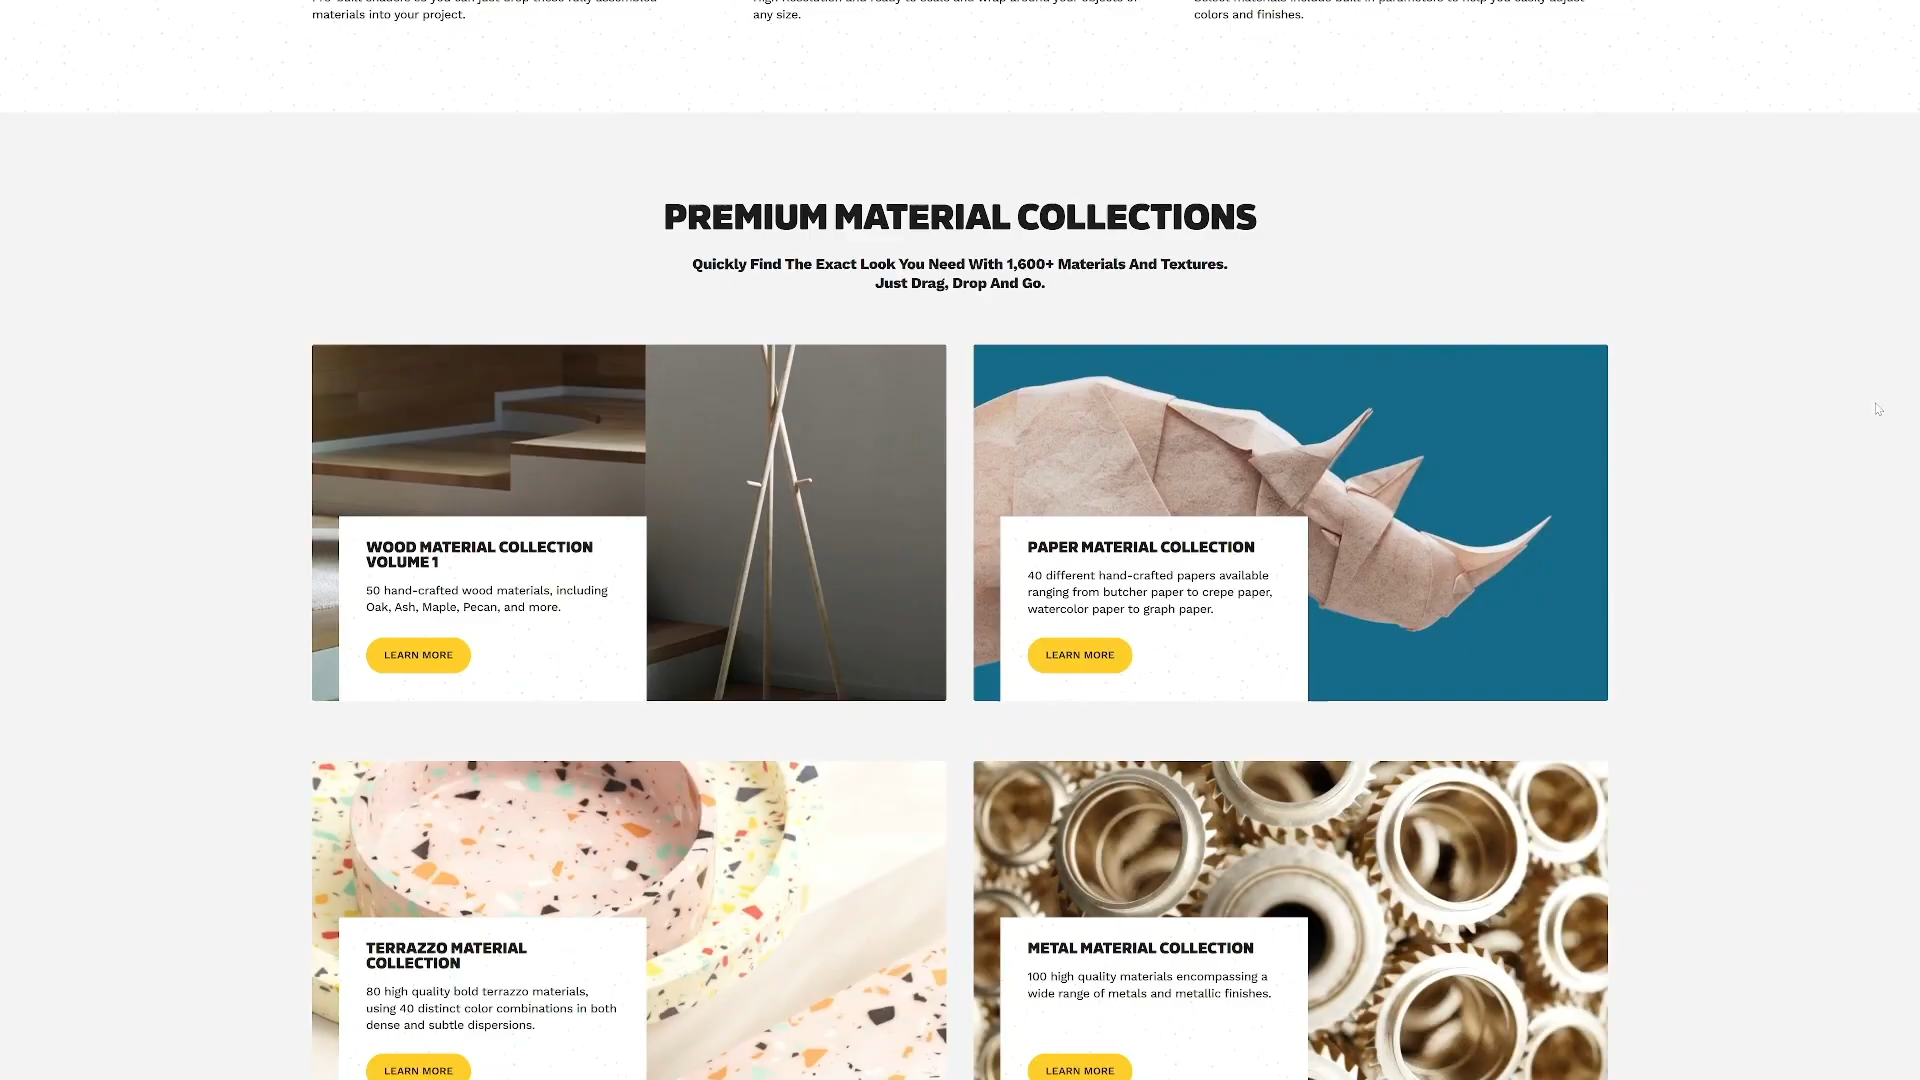 materials into your project.
any size.
colors and finishes.
PREMIUM MATERIAL COLLECTIONS
Quickly Find The Exact Look You Need With 1,600+ Materials And Textures.
Just Drag, Drop And Go.
WOOD MATERIAL COLLECTION
VOLUME 1
50 hand-crafted wood materials, including
Oak, Ash, Maple, Pecan, and more.
LEARN MORE
PAPER MATERIAL COLLECTION
40 different hand-crafted papers available
ranging from butcher paper to crepe paper,
watercolor paper to graph paper.
LEARN MORE
TERRAZZO MATERIAL
COLLECTION
80 high quality bold terrazzo materials,
using 40 distinct color combinations in both
dense and subtle dispersions.
LEARN MORE
METAL MATERIAL COLLECTION
100 high quality materials encompassing a
wide range of metals and metallic finishes.
LEARN MORE